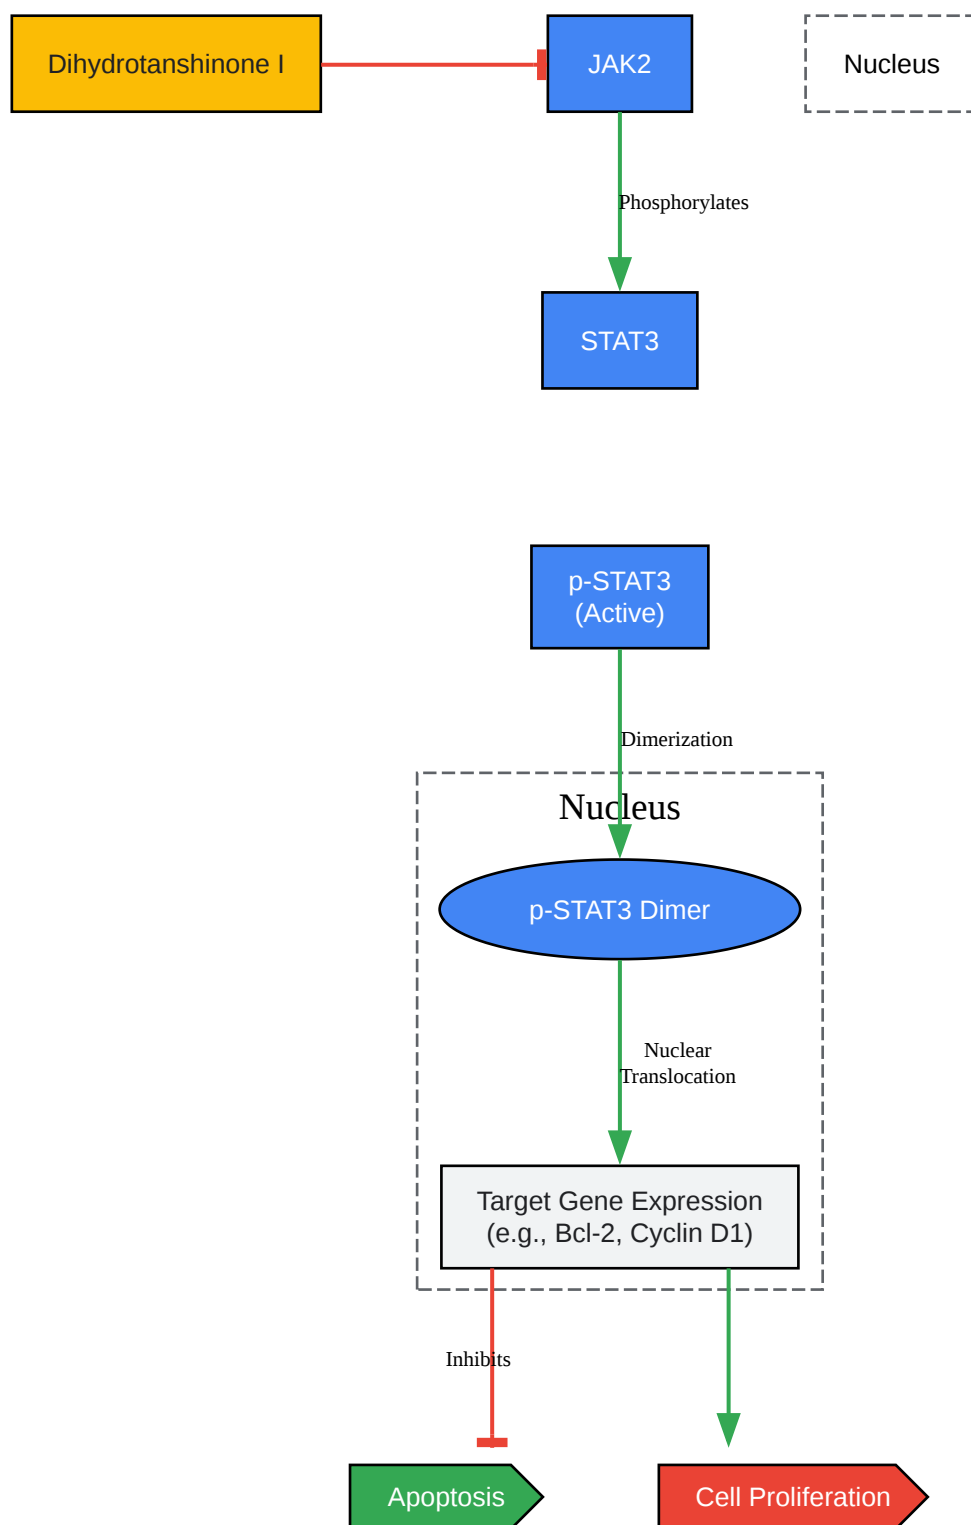 Dihydrotanshinone I
JAK2
Nucleus
Phosphorylates
STAT3
p-STAT3
(Active)
Dimerization
Nucleus
p-STAT3 Dimer
Nuclear
Translocation
Target Gene Expression
(e.g., Bcl-2, Cyclin D1)
Inhibits
Apoptosis
Cell Proliferation